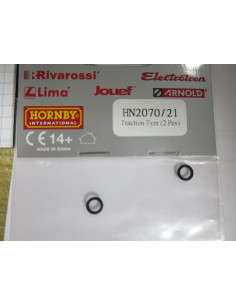 Rivarossi Electrotren
Lima Jouef ARNOLD
HORNBY
INTERNATIONAL
HN2070/21
Traction Tyre (2 Pcs)
CE 14+
MADE IN CHINA